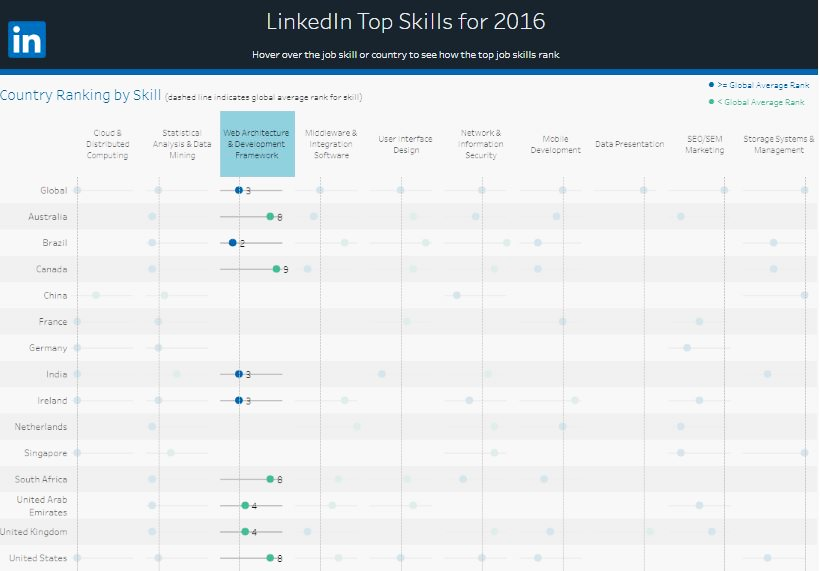 in
LinkedIn Top Skills for 2016
Hover over the job skill or country to see how the top job skills rank
Country Ranking by Skill (dashed line indicates global average rank for skill)
>= Global Average Rank
< Global Average Rank
Cloud &
Distributed
Computing
Statistical
Analysis & Data
Mining
Web Architecture
& Development
Framework
Middleware &
Integration
Software
User Interface
Design
Network &
Information
Security
Mobile
Development
Data Presentation
SEO/SEM
Marketing
Storage Systems &
Management
Global 3
Australia 8
Brazil 2
Canada 9
China
France
Germany
India 3
Ireland 3
Netherlands
Singapore
South Africa 8
United Arab
Emirates 4
United Kingdom 4
United States 8